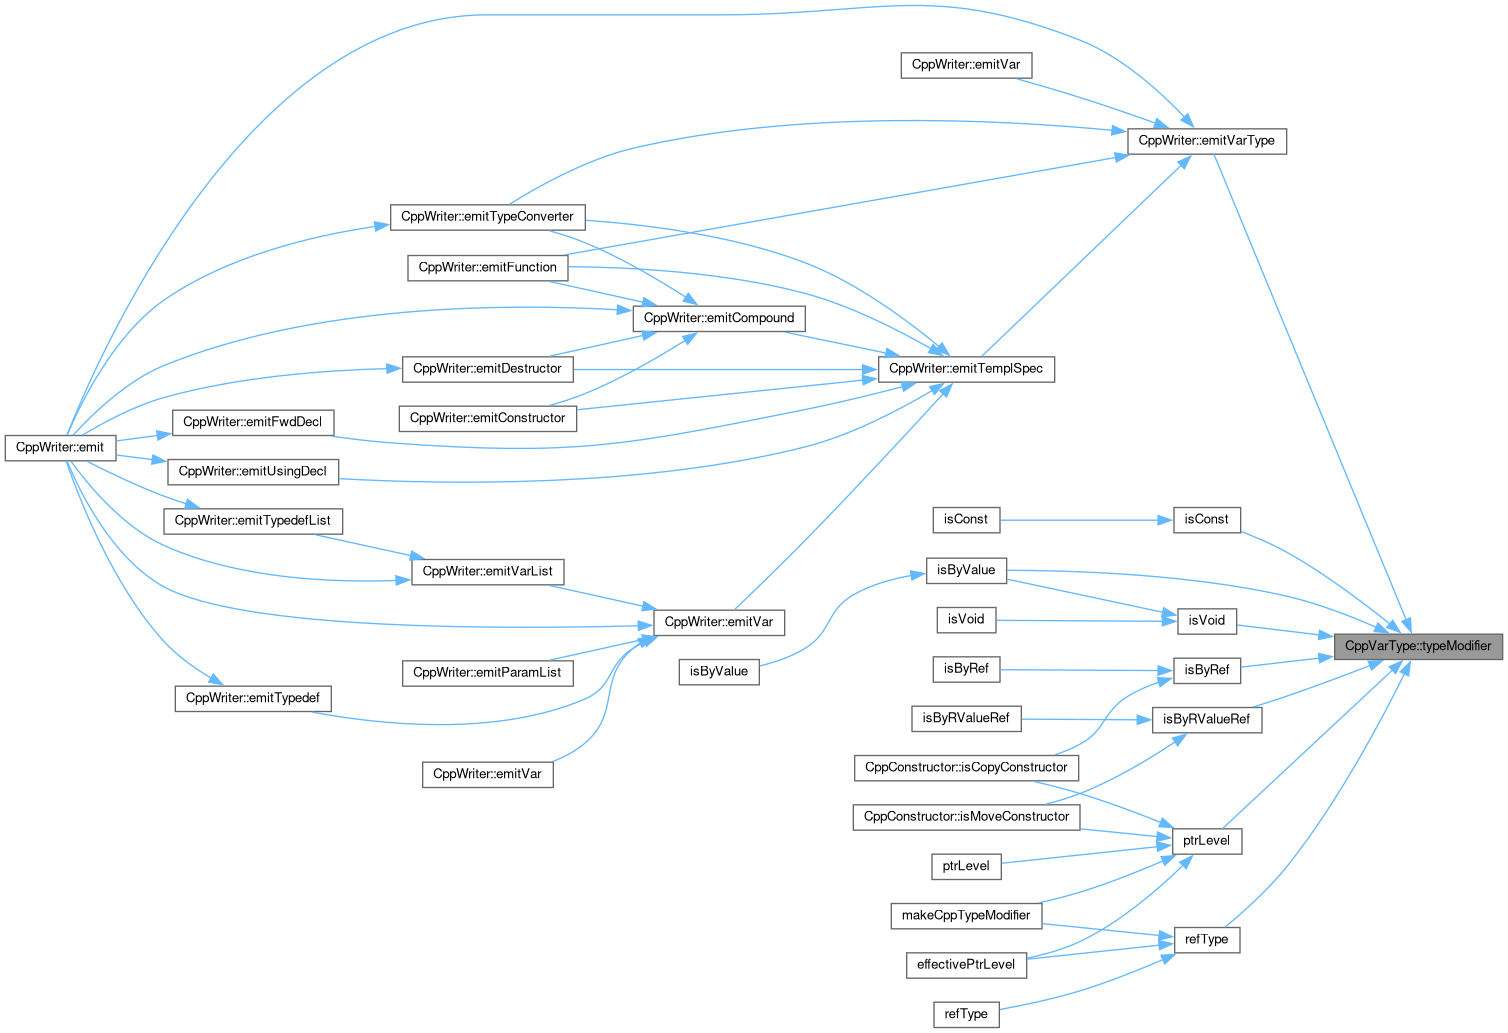 CppWriter::emitVar
CppWriter::emitVarType
CppWriter::emitTypeConverter
CppWriter::emitFunction
CppWriter::emitCompound
CppWriter::emitDestructor
CppWriter::emitTemplSpec
CppWriter::emitConstructor
CppWriter::emitFwdDecl
CppWriter::emit
CppWriter::emitUsingDecl
CppWriter::emitTypedefList
isConst
isConst
CppWriter::emitVarList
isByValue
isVoid
isVoid
CppWriter::emitVar
CppVarType::typeModifier
CppWriter::emitParamList
isByValue
isByRef
isByRef
CppWriter::emitTypedef
isByRValueRef
isByRValueRef
CppWriter::emitVar
CppConstructor::isCopyConstructor
CppConstructor::isMoveConstructor
ptrLevel
ptrLevel
makeCppTypeModifier
refType
effectivePtrLevel
refType